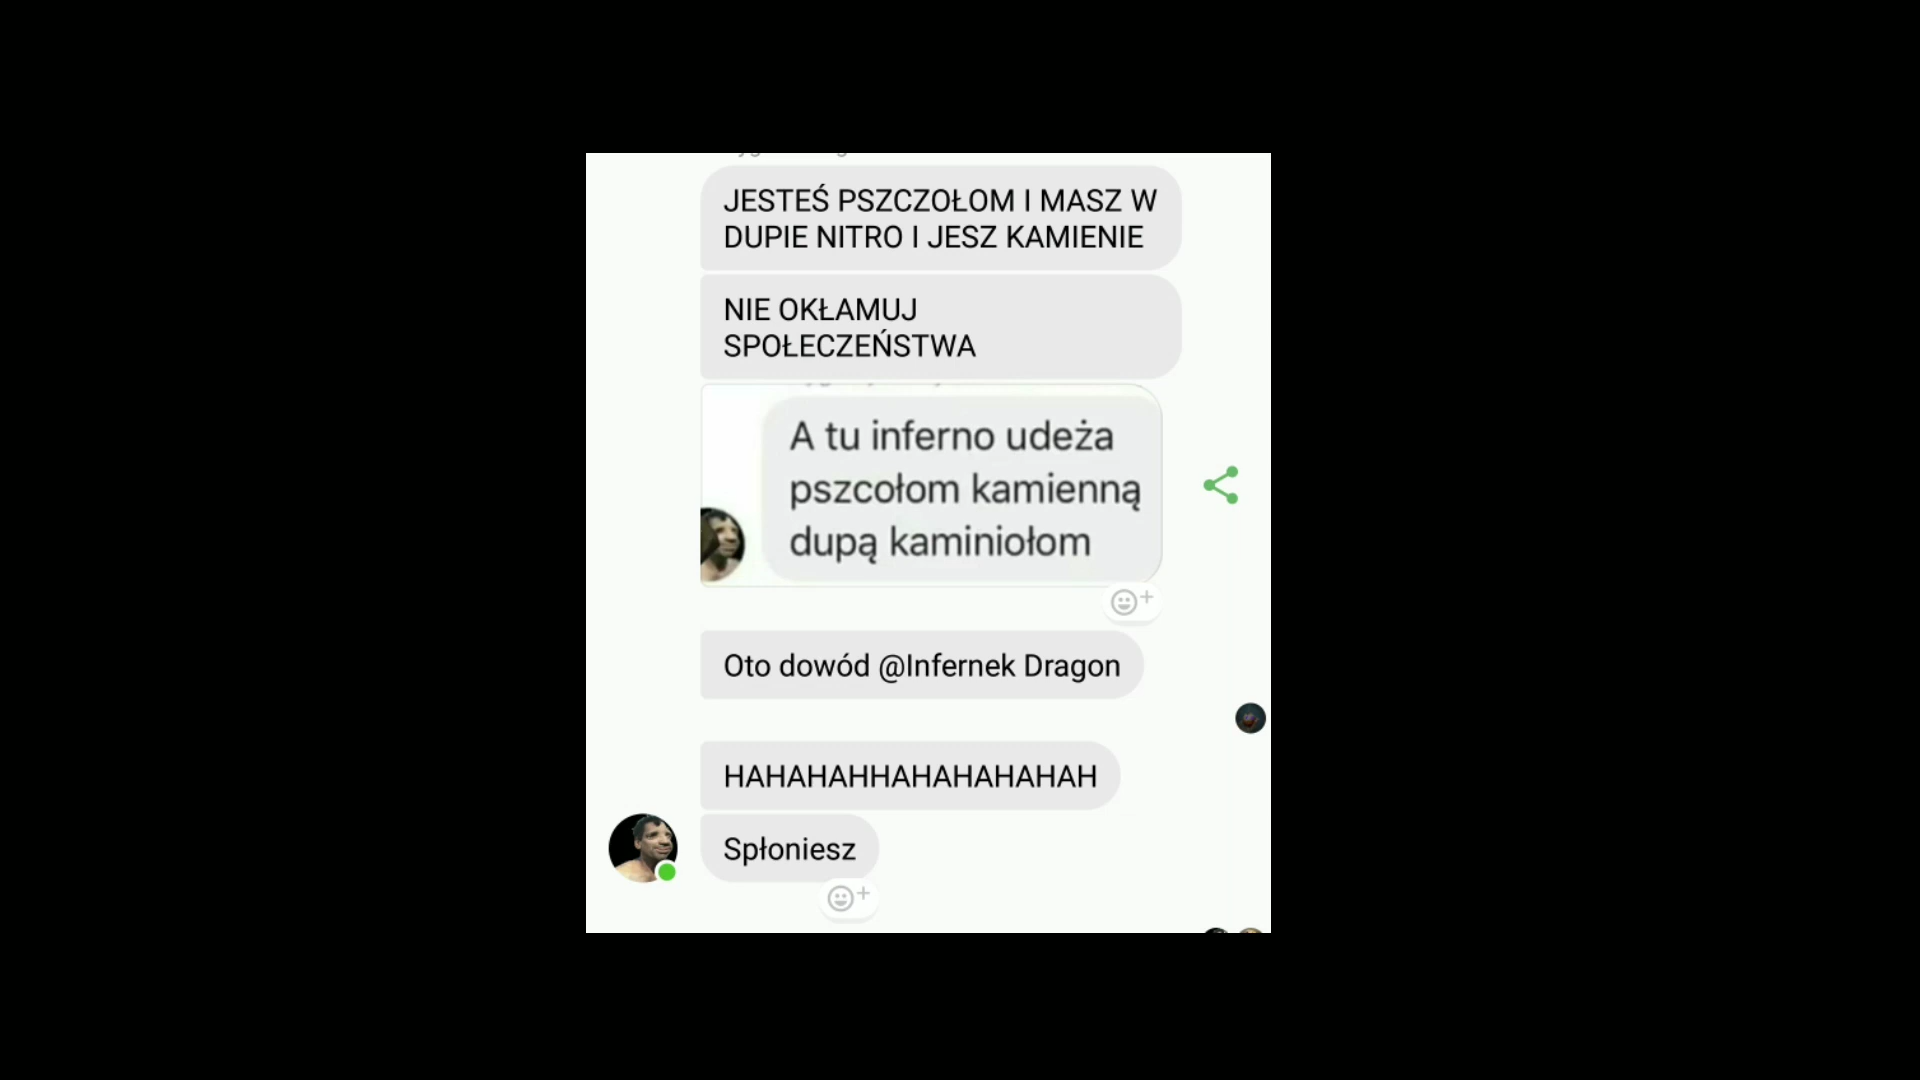 JESTEŚ PSZCZOŁOM I MASZ W
DUPIE NITRO I JESZ KAMIENIE
NIE OKŁAMUJ
SPOŁECZEŃSTWA
A tu inferno udeża
pszcołom kamienną
dupą kaminiołom
Oto dowód @Infernek Dragon
HAHAHAHHAHAHAHAHAH
Spłoniesz